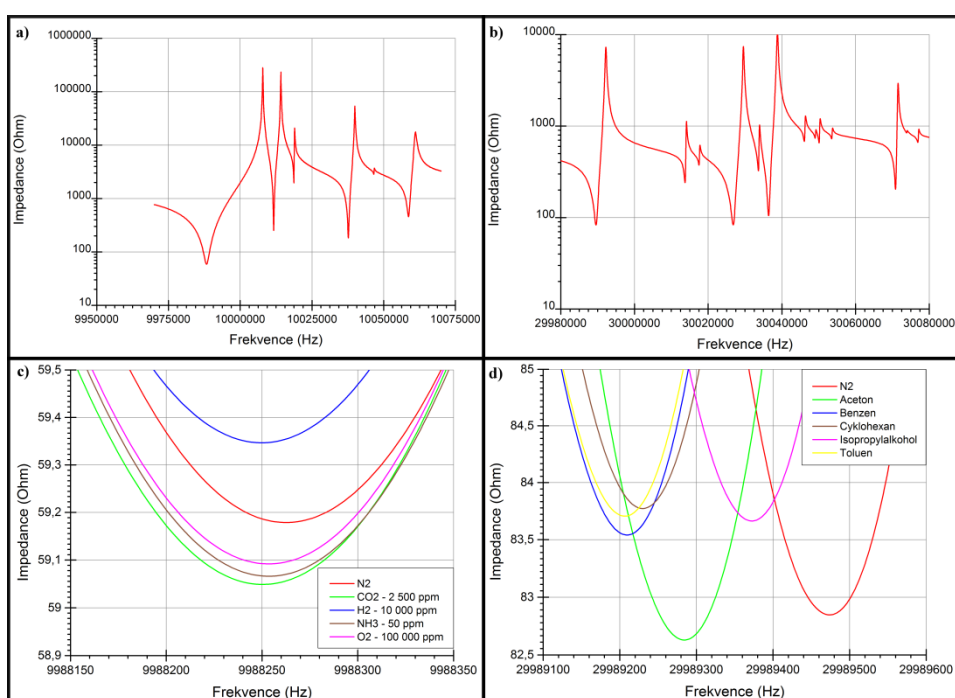 a)
Impedance (Ohm)
1000000
100000
10000
1000
100
10
9950000 9975000 10000000 10025000 10050000 10075000
Frekvence (Hz)
b)
Impedance (Ohm)
10000
1000
100
10
29980000 30000000 30020000 30040000 30060000 30080000
Frekvence (Hz)
c)
Impedance (Ohm)
59,5
59,4
59,3
59,2
59,1
59
58,9
N2
CO2 - 2 500 ppm
H2 - 10 000 ppm
NH3 - 50 ppm
O2 - 100 000 ppm
9988150 9988200 9988250 9988300 9988350
Frekvence (Hz)
d)
Impedance (Ohm)
85
84,5
84
83,5
83
82,5
N2
Aceton
Benzen
Cyklohexan
Isopropylalkohol
Toluen
29989100 29989200 29989300 29989400 29989500 29989600
Frekvence (Hz)